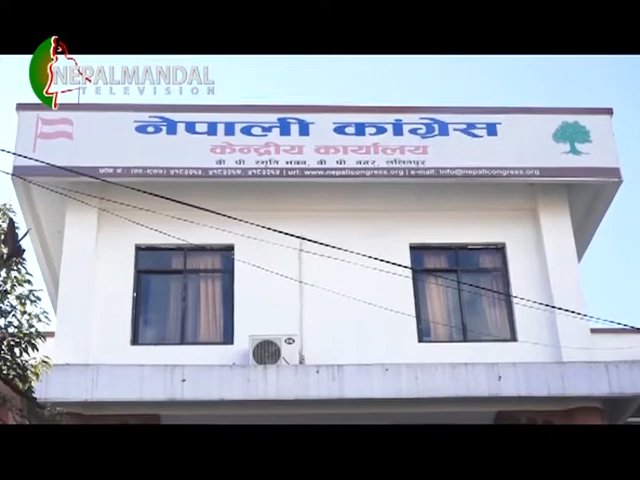 NEPALMANDAL
TELEVISION
नेपाली कांग्रेस
केन्द्रीय कार्यालय
बी. पी. स्मृति भवन, बी. पी. नगर, ललितपुर
| url: www.nepalicongress.org | e-mail: info@nepalicongress.org